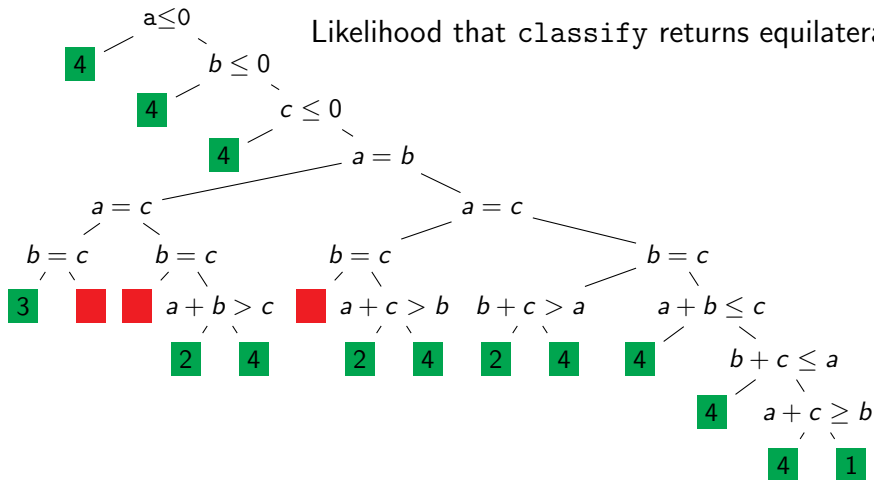 a≤0
Likelihood that classify returns equilatera
4 b ≤ 0
4 c ≤ 0
4 a = b
a = c a = c
b = c b = c b = c b = c
3 a + b > c a + c > b b + c > a a + b ≤ c
2 4 2 4 2 4 4 b + c ≤ a
4 a + c ≥ b
4 1